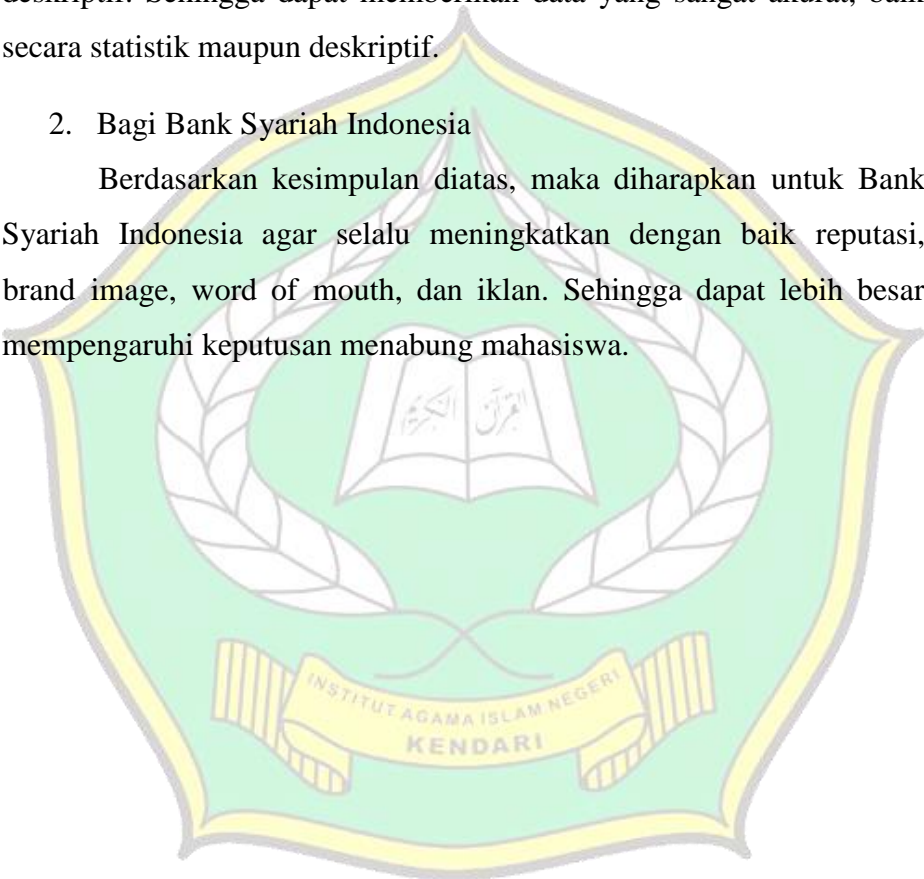 deskriptif. Sehingga dapat memberikan data yang sangat akurat, baik
secara statistik maupun deskriptif.
2. Bagi Bank Syariah Indonesia
Berdasarkan kesimpulan diatas, maka diharapkan untuk Bank
Syariah Indonesia agar selalu meningkatkan dengan baik reputasi,
brand image, word of mouth, dan iklan. Sehingga dapat lebih besar
mempengaruhi keputusan menabung mahasiswa.
القرآن الكريم
INSTITUT AGAMA ISLAM NEGERI
KENDARI